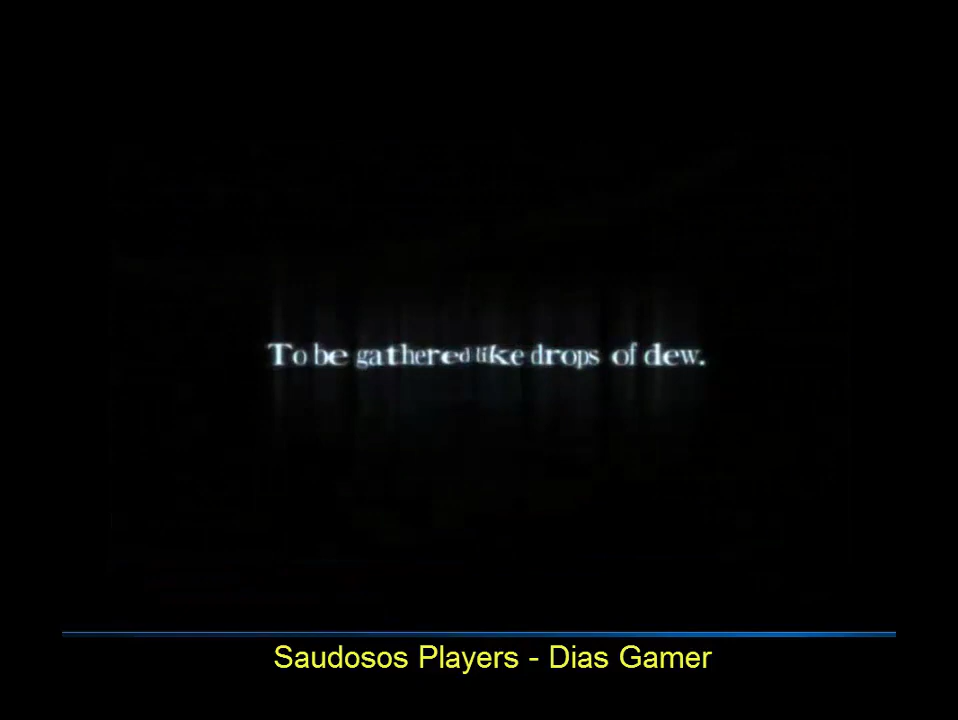 To be gathered like drops of dew.
Saudosos Players - Dias Gamer